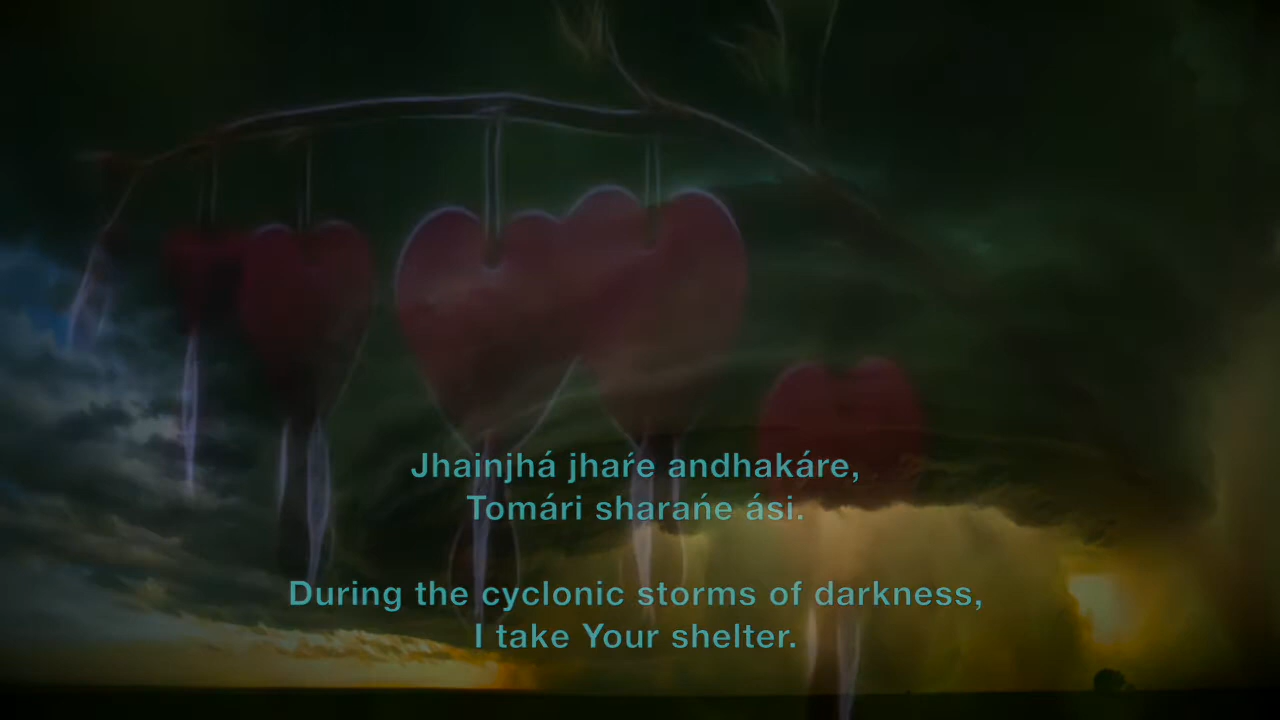 Jhainjhá jhaŕe andhakáre,
Tomári sharańe ási.
During the cyclonic storms of darkness,
I take Your shelter.